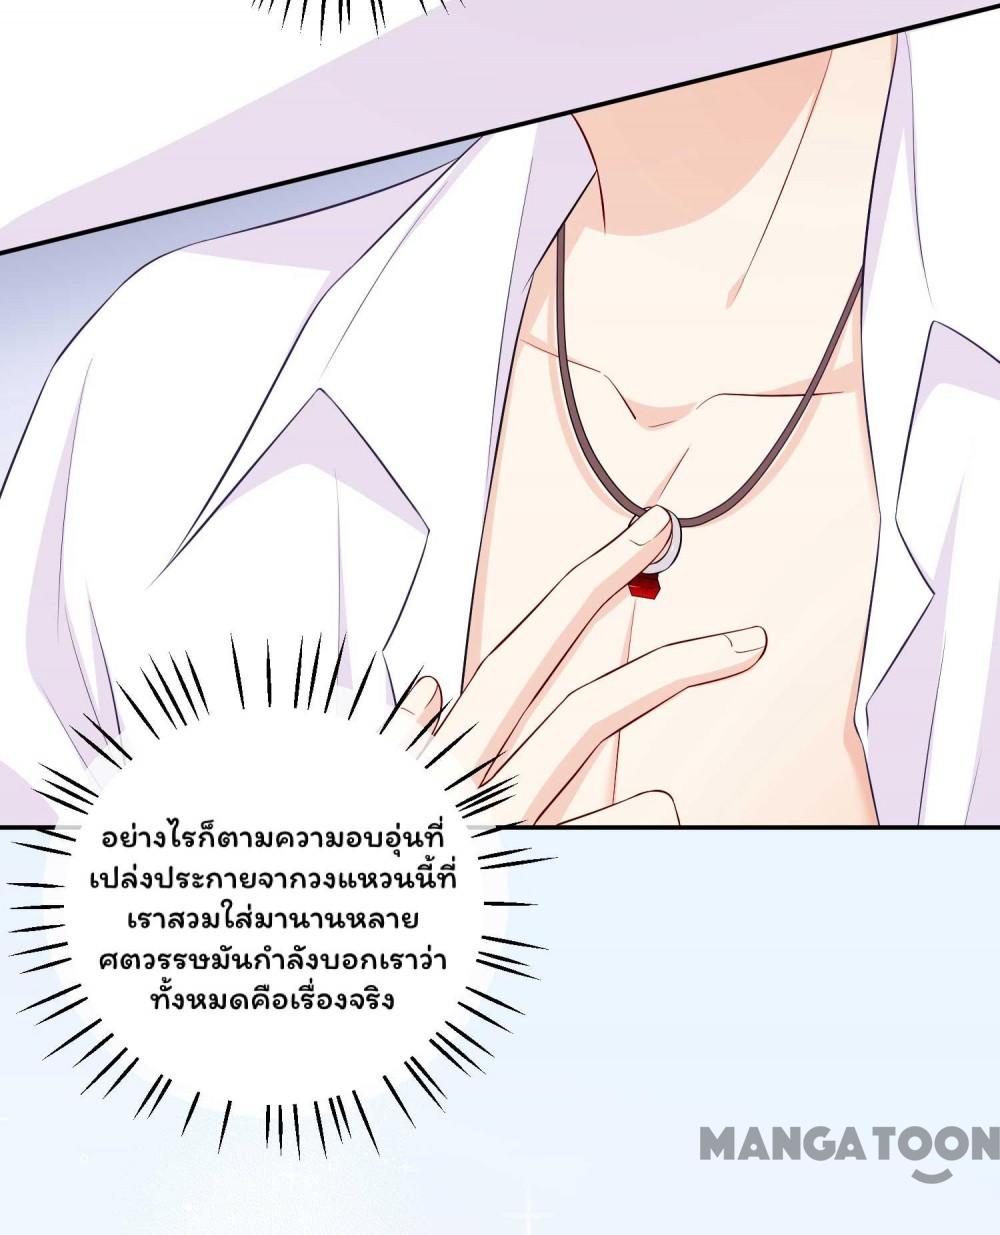 อย่างไรก็ตามความอบอุ่นที่
เปล่งประกายจากวงแหวนนี้ที่
เราสวมใส่มานานหลาย
ศตวรรษมันกำลังบอกเราว่า
ทั้งหมดคือเรื่องจริง
MANGATOON